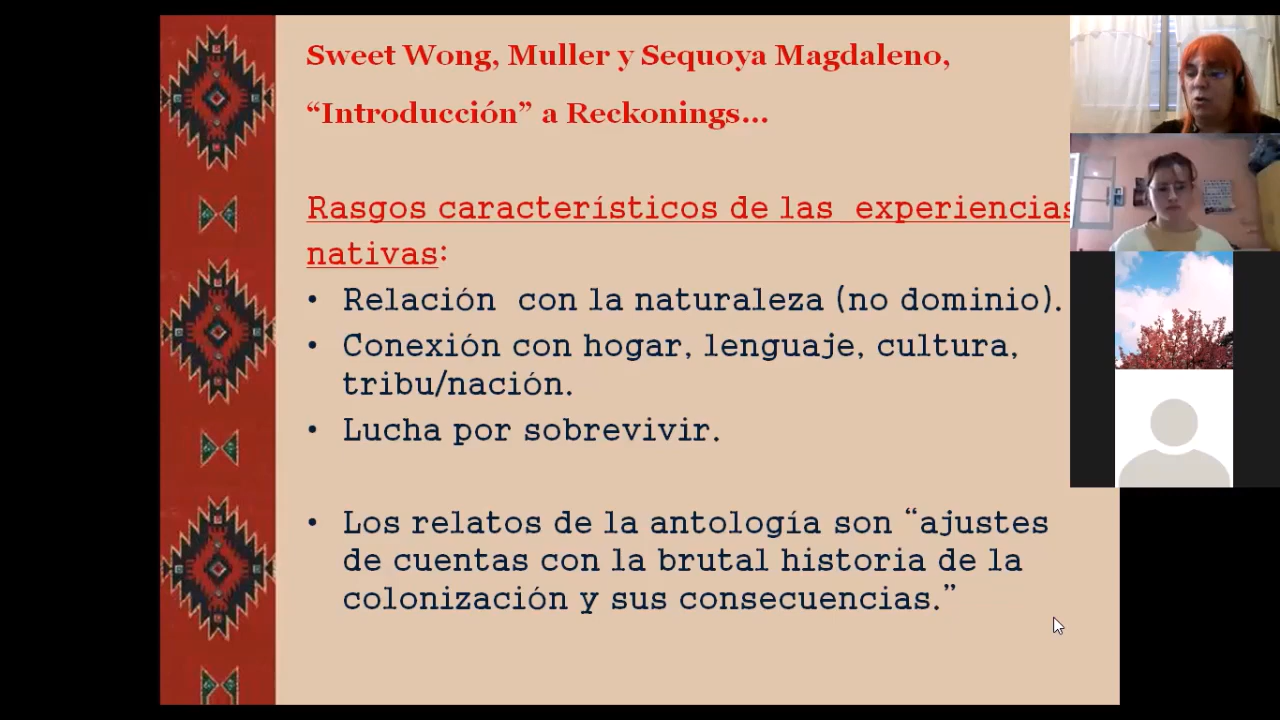 Sweet Wong, Muller y Sequoya Magdaleno,
“Introducción” a Reckonings...
Rasgos característicos de las experiencias
nativas:
• Relación con la naturaleza (no dominio).
• Conexión con hogar, lenguaje, cultura,
tribu/nación.
• Lucha por sobrevivir.
• Los relatos de la antología son “ajustes
de cuentas con la brutal historia de la
colonización y sus consecuencias.”